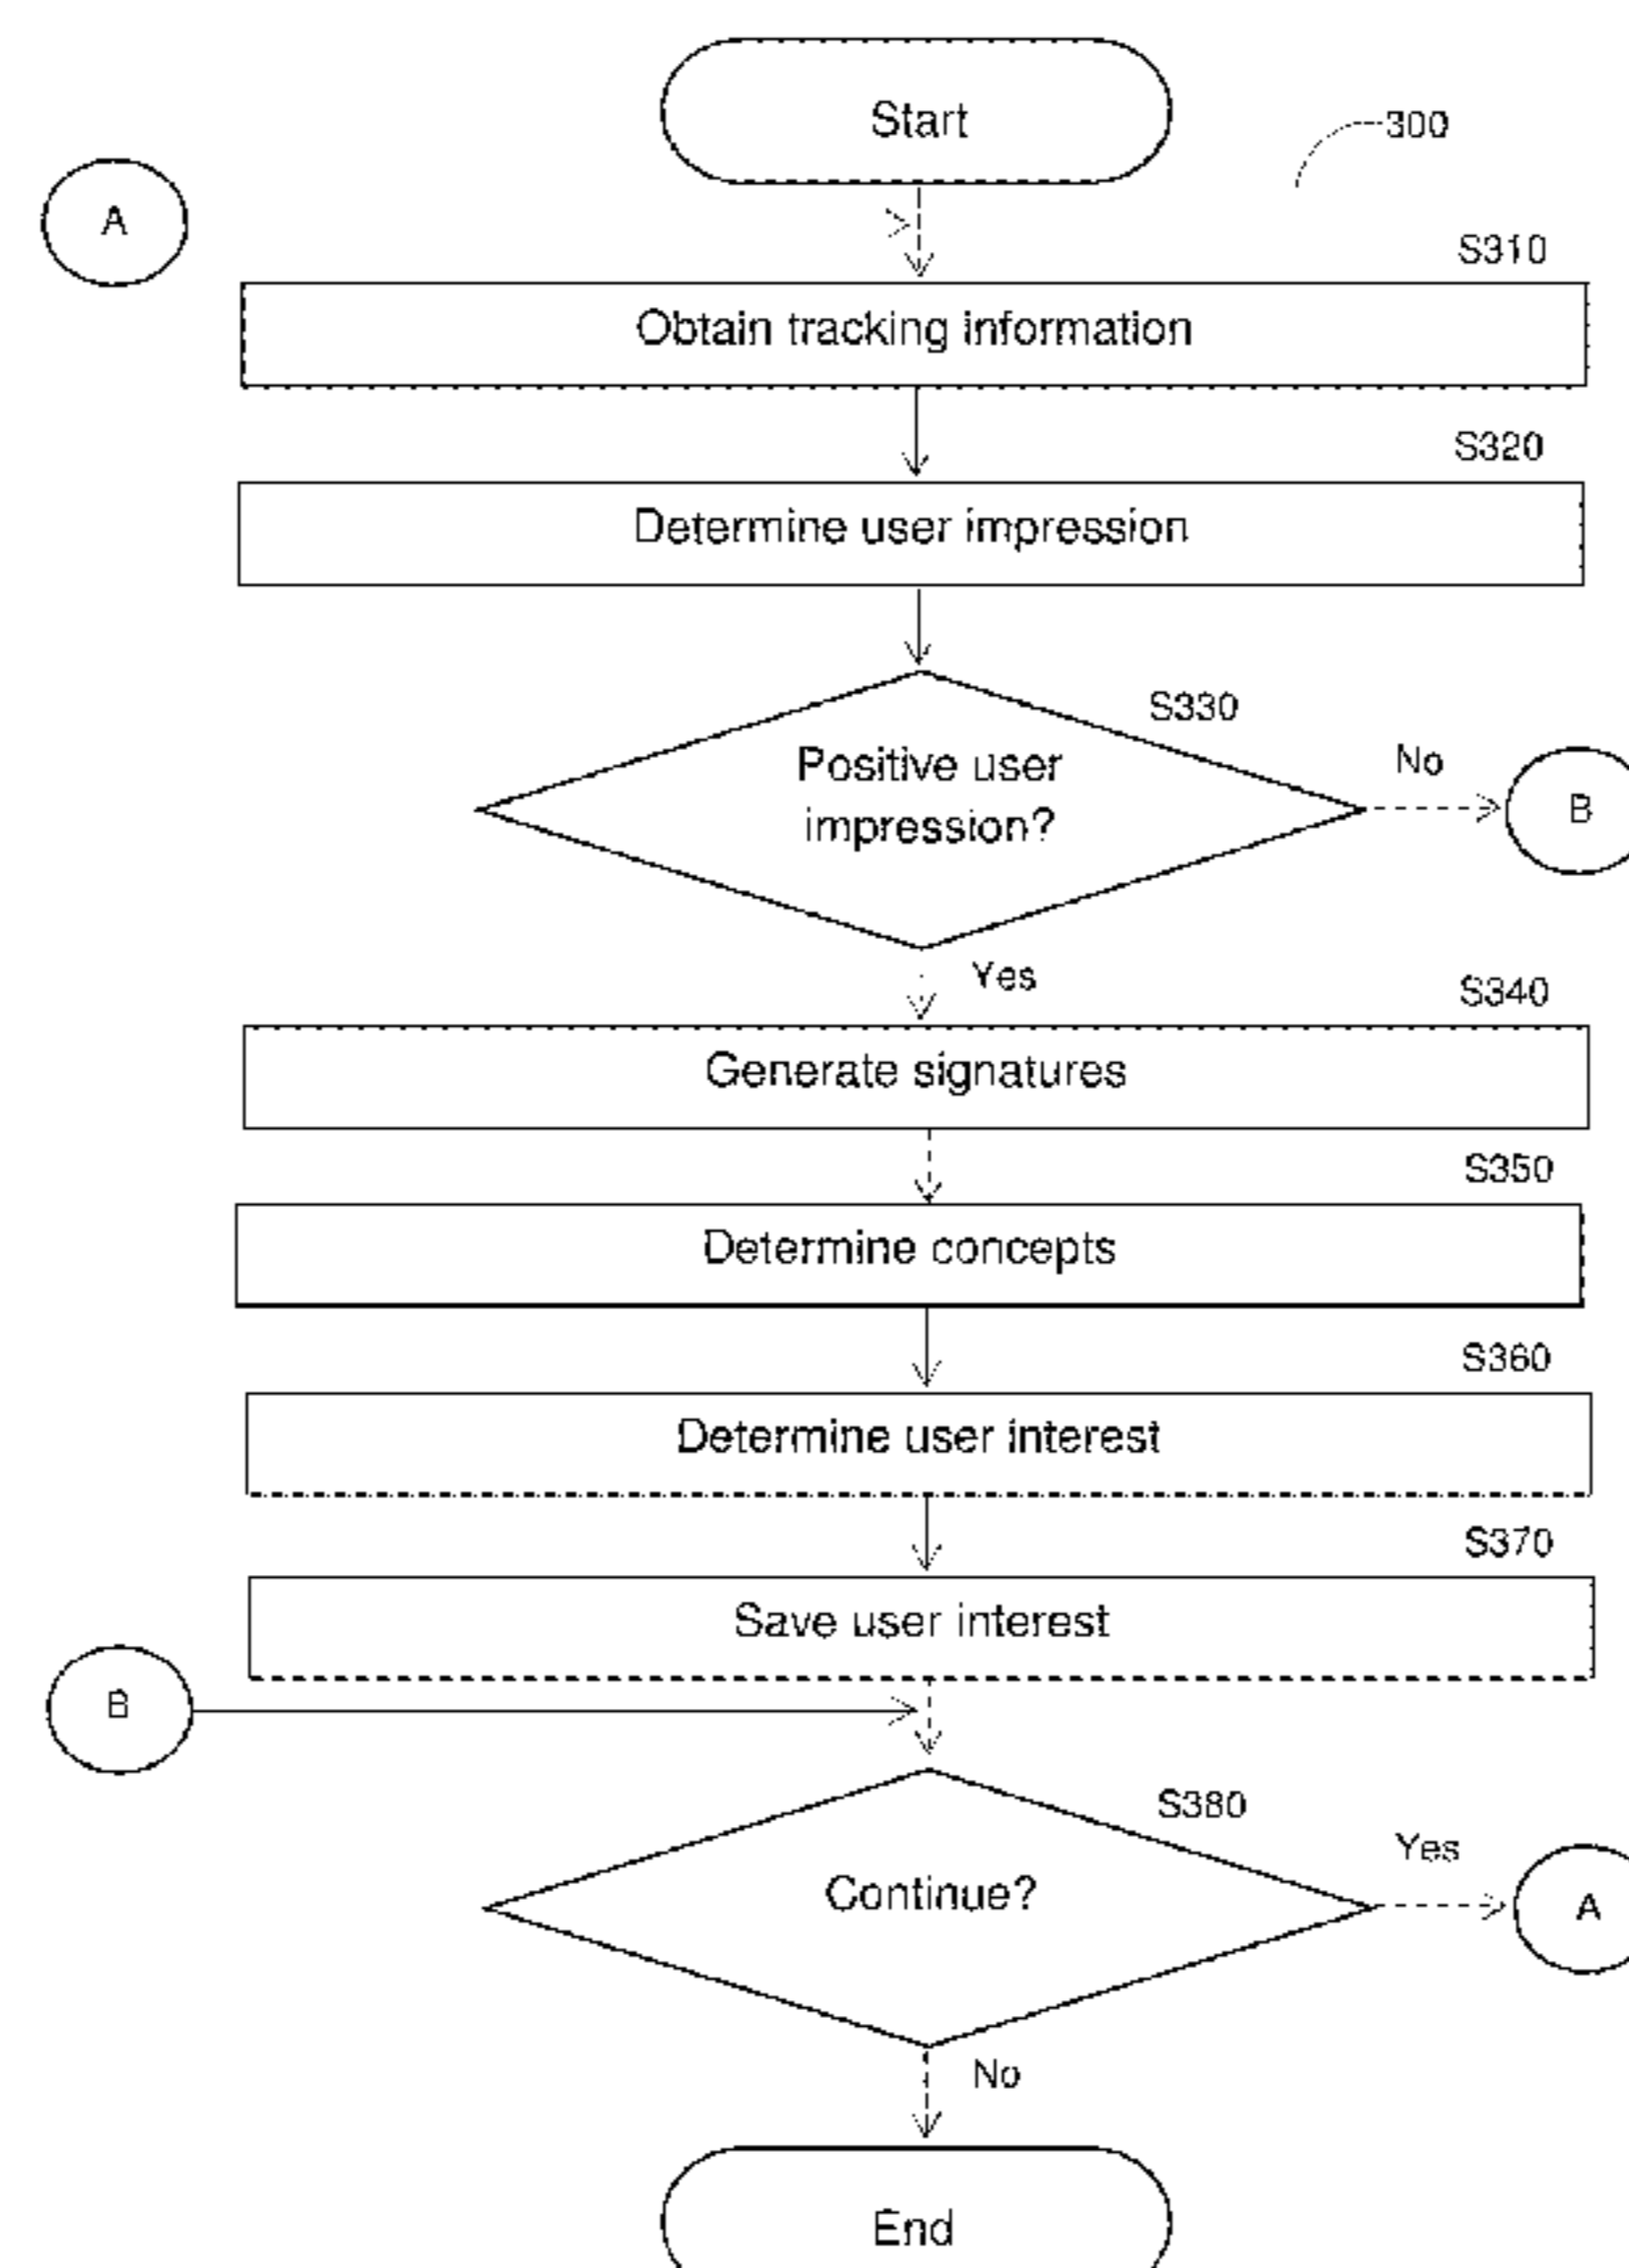 Start
300
A
S310
Obtain tracking information
S320
Determine user impression
S330
Positive user
impression?
No
B
Yes
S340
Generate signatures
S350
Determine concepts
S360
Determine user interest
S370
Save user interest
B
S380
Continue?
Yes
A
No
End